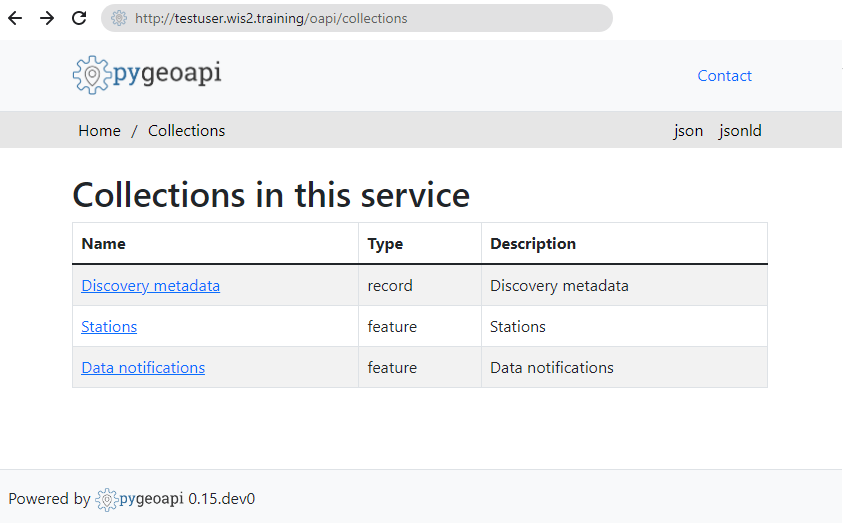 http://testuser.wis2.training/oapi/collections
pygeoapi
Contact
Home / Collections json jsonld
Collections in this service
Name Type Description
Discovery metadata record Discovery metadata
Stations feature Stations
Data notifications feature Data notifications
Powered by pygeoapi 0.15.dev0